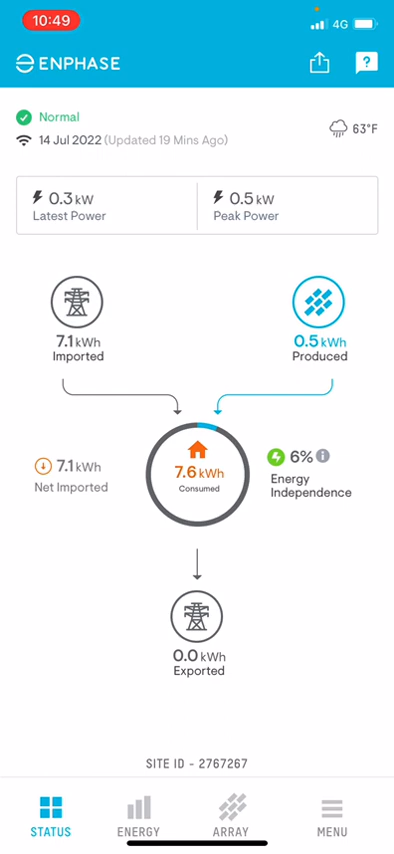 10:49
4G
ENPHASE
?
Normal
14 Jul 2022 (Updated 19 Mins Ago)
63°F
0.3 kW
Latest Power
0.5 kW
Peak Power
7.1 kWh
Imported
0.5 kWh
Produced
7.1 kWh
Net Imported
7.6 kWh
Consumed
6%
Energy
Independence
0.0 kWh
Exported
SITE ID - 2767267
STATUS
ENERGY
ARRAY
MENU